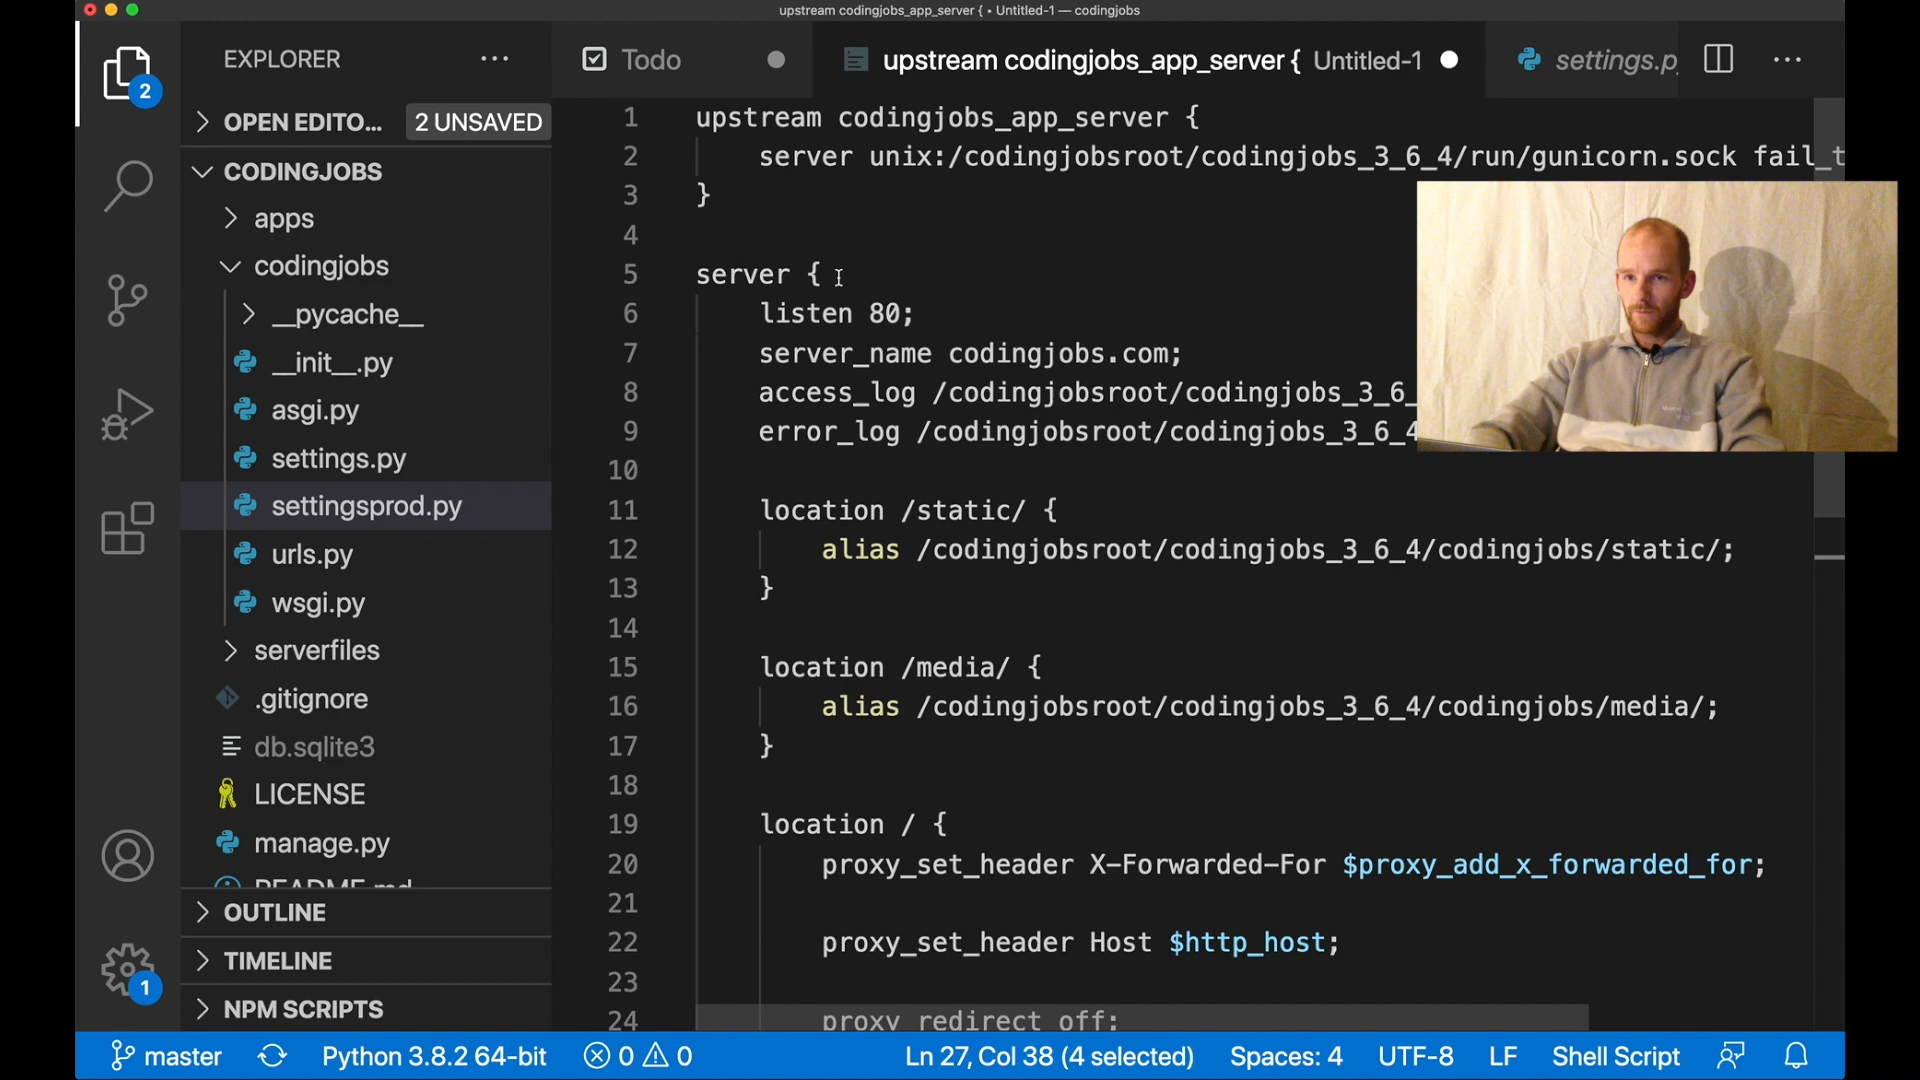 upstream codingjobs_app_server { • Untitled-1 — codingjobs
EXPLORER
Todo
upstream codingjobs_app_server { Untitled-1
settings.p
2
OPEN EDITO... 2 UNSAVED
CODINGJOBS
apps
codingjobs
__pycache__
__init__.py
asgi.py
settings.py
settingsprod.py
urls.py
wsgi.py
serverfiles
.gitignore
db.sqlite3
LICENSE
manage.py
README.md
OUTLINE
TIMELINE
NPM SCRIPTS
1
1 upstream codingjobs_app_server {
2 server unix:/codingjobsroot/codingjobs_3_6_4/run/gunicorn.sock fail_t
3 }
4
5 server {
6 listen 80;
7 server_name codingjobs.com;
8 access_log /codingjobsroot/codingjobs_3_6_
9 error_log /codingjobsroot/codingjobs_3_6_4
10
11 location /static/ {
12 alias /codingjobsroot/codingjobs_3_6_4/codingjobs/static/;
13 }
14
15 location /media/ {
16 alias /codingjobsroot/codingjobs_3_6_4/codingjobs/media/;
17 }
18
19 location / {
20 proxy_set_header X-Forwarded-For $proxy_add_x_forwarded_for;
21
22 proxy_set_header Host $http_host;
23
24 proxy_redirect off;
master Python 3.8.2 64-bit 0 0 Ln 27, Col 38 (4 selected) Spaces: 4 UTF-8 LF Shell Script